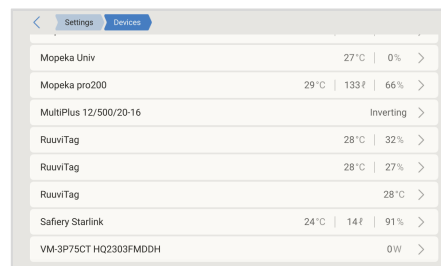 Settings Devices
Mopeka Univ 27°C 0%
Mopeka pro200 29°C 133ℓ 66%
MultiPlus 12/500/20-16 Inverting
RuuviTag 28°C 32%
RuuviTag 28°C 27%
RuuviTag 28°C
Safiery Starlink 24°C 14ℓ 91%
VM-3P75CT HQ2303FMDDH 0W